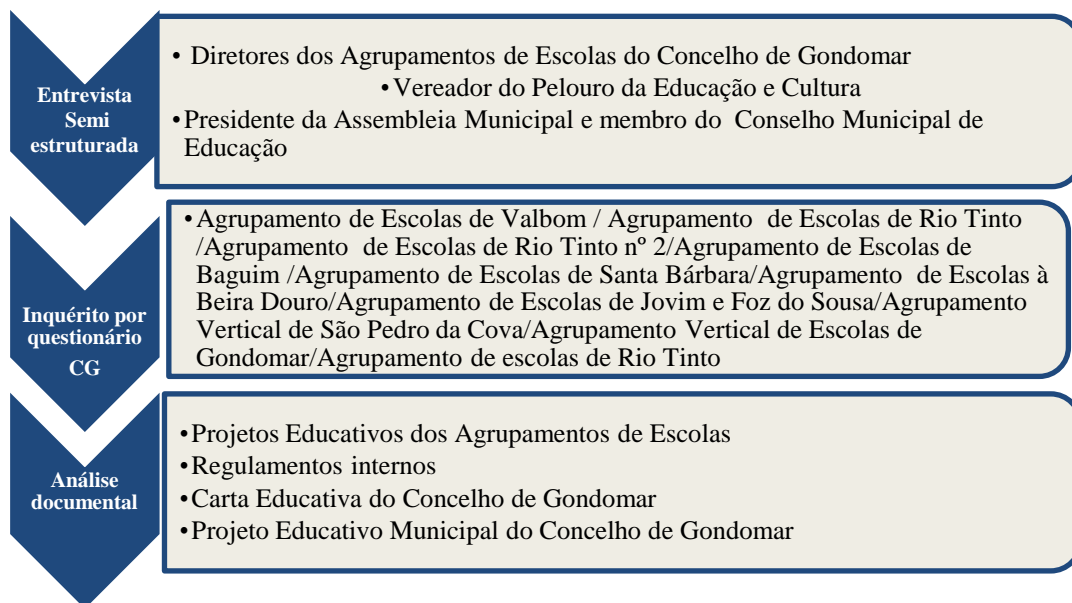 Entrevista
Semi
estruturada
• Diretores dos Agrupamentos de Escolas do Concelho de Gondomar
•Vereador do Pelouro da Educação e Cultura
•Presidente da Assembleia Municipal e membro do Conselho Municipal de
Educação
Inquérito por
questionário
CG
•Agrupamento de Escolas de Valbom / Agrupamento de Escolas de Rio Tinto
/Agrupamento de Escolas de Rio Tinto nº 2/Agrupamento de Escolas de
Baguim /Agrupamento de Escolas de Santa Bárbara/Agrupamento de Escolas à
Beira Douro/Agrupamento de Escolas de Jovim e Foz do Sousa/Agrupamento
Vertical de São Pedro da Cova/Agrupamento Vertical de Escolas de
Gondomar/Agrupamento de escolas de Rio Tinto
Análise
documental
•Projetos Educativos dos Agrupamentos de Escolas
•Regulamentos internos
•Carta Educativa do Concelho de Gondomar
•Projeto Educativo Municipal do Concelho de Gondomar